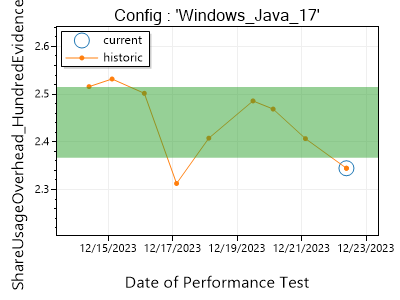 Config : 'Windows_Java_17'
ShareUsageOverhead_HundredEvidence
2.6
2.5
2.4
2.3
current
historic
12/15/2023 12/17/2023 12/19/2023 12/21/2023 12/23/2023
Date of Performance Test